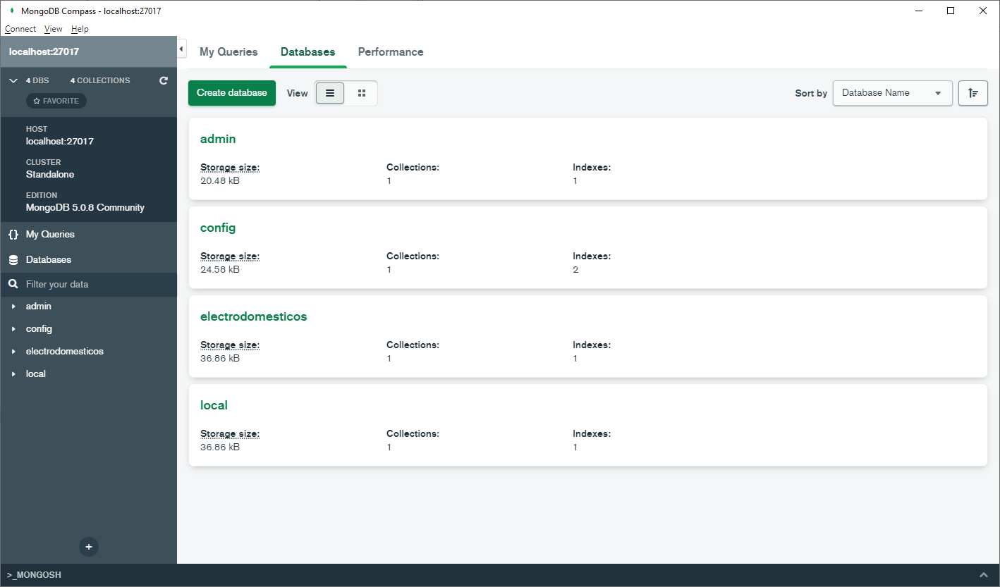 MongoDB Compass - localhost:27017
Connect View Help
localhost:27017
4 DBS 4 COLLECTIONS
FAVORITE
HOST
localhost:27017
CLUSTER
Standalone
EDITION
MongoDB 5.0.8 Community
{} My Queries
Databases
Filter your data
admin
config
electrodomesticos
local
+
My Queries Databases Performance
Create database View Sort by Database Name
admin
Storage size: Collections: Indexes:
20.48 kB 1 1
config
Storage size: Collections: Indexes:
24.58 kB 1 2
electrodomesticos
Storage size: Collections: Indexes:
36.86 kB 1 1
local
Storage size: Collections: Indexes:
36.86 kB 1 1
>_MONGOSH